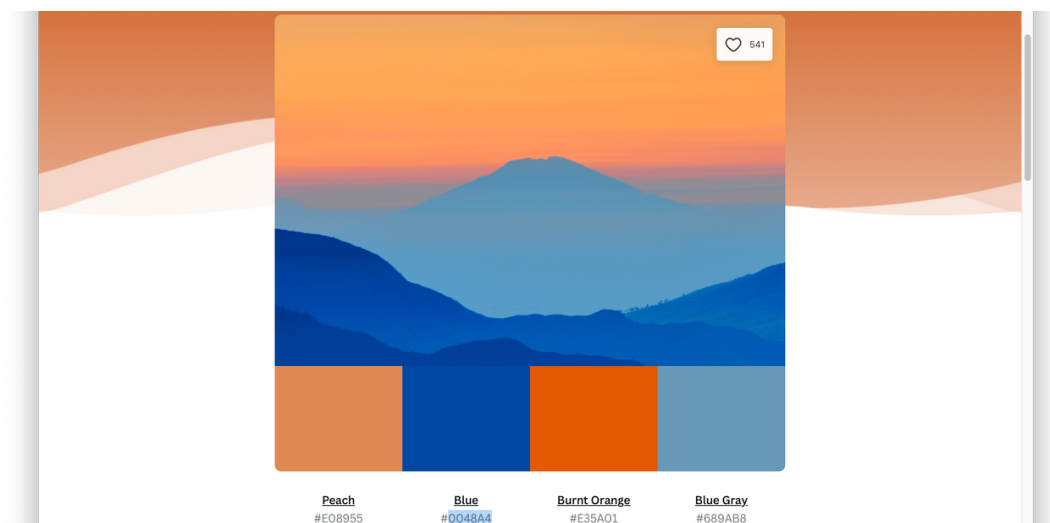 541
Peach
Blue
Burnt Orange
Blue Gray
#E08955
#0048A4
#E35A01
#689AB8